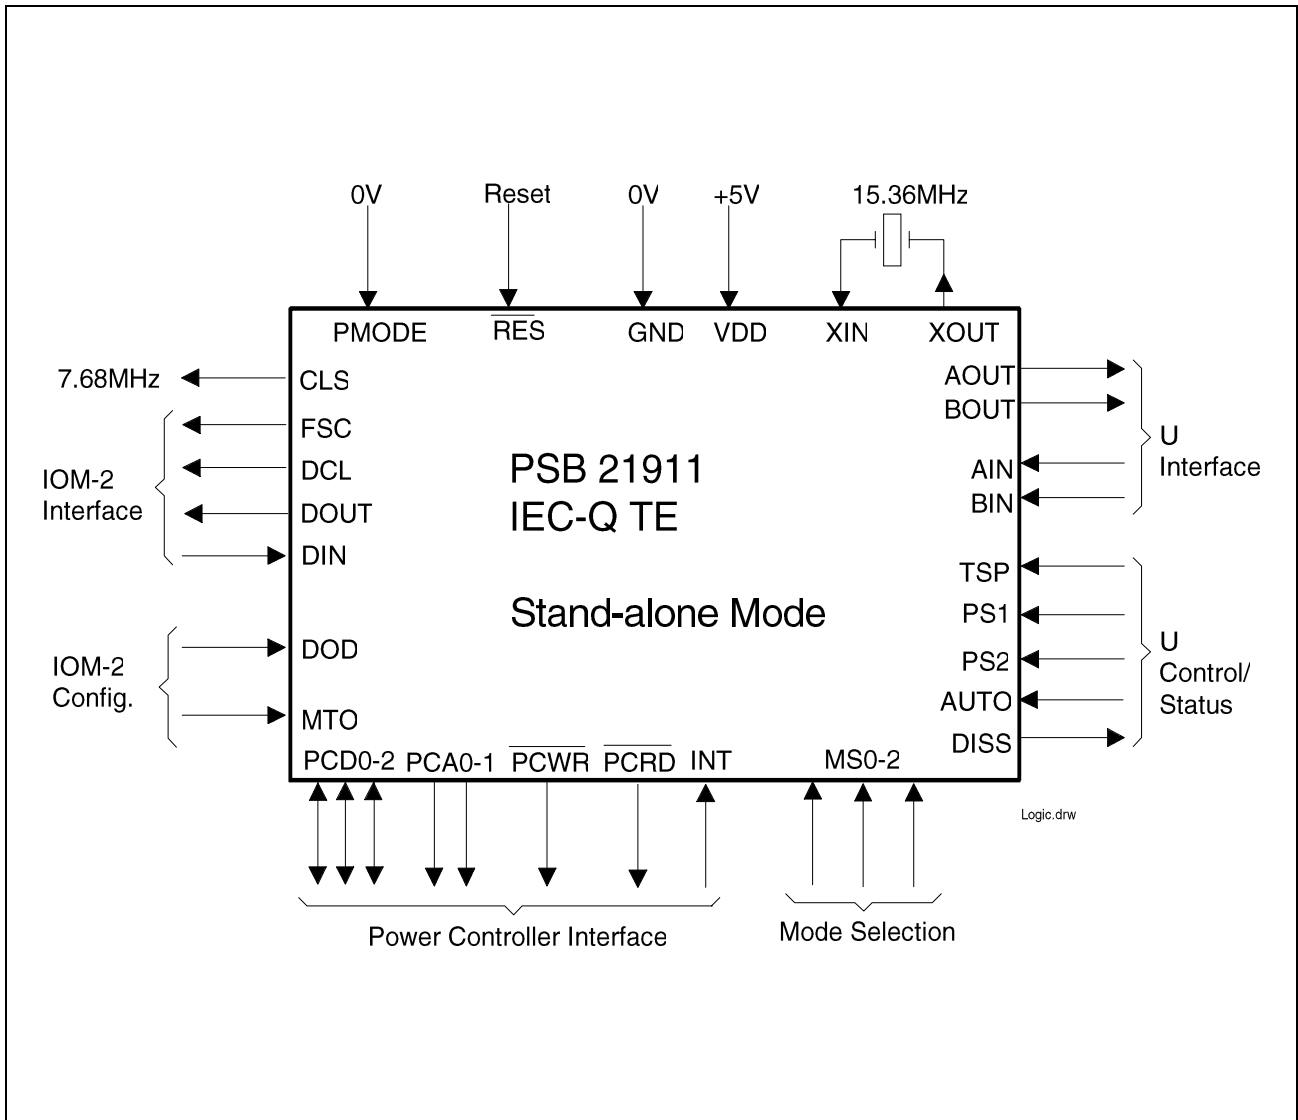 0V
Reset
0V
+5V
15.36MHz
PMODE
RES
GND
VDD
XIN
XOUT
7.68MHz
CLS
FSC
DCL
DOUT
DIN
IOM-2
Interface
DOD
MTO
IOM-2
Config.
PSB 21911
IEC-Q TE
Stand-alone Mode
AOUT
BOUT
AIN
BIN
U
Interface
TSP
PS1
PS2
AUTO
DISS
U
Control/
Status
PCD0-2
PCA0-1
PCWR
PCRD
INT
MS0-2
Logic.drw
Power Controller Interface
Mode Selection